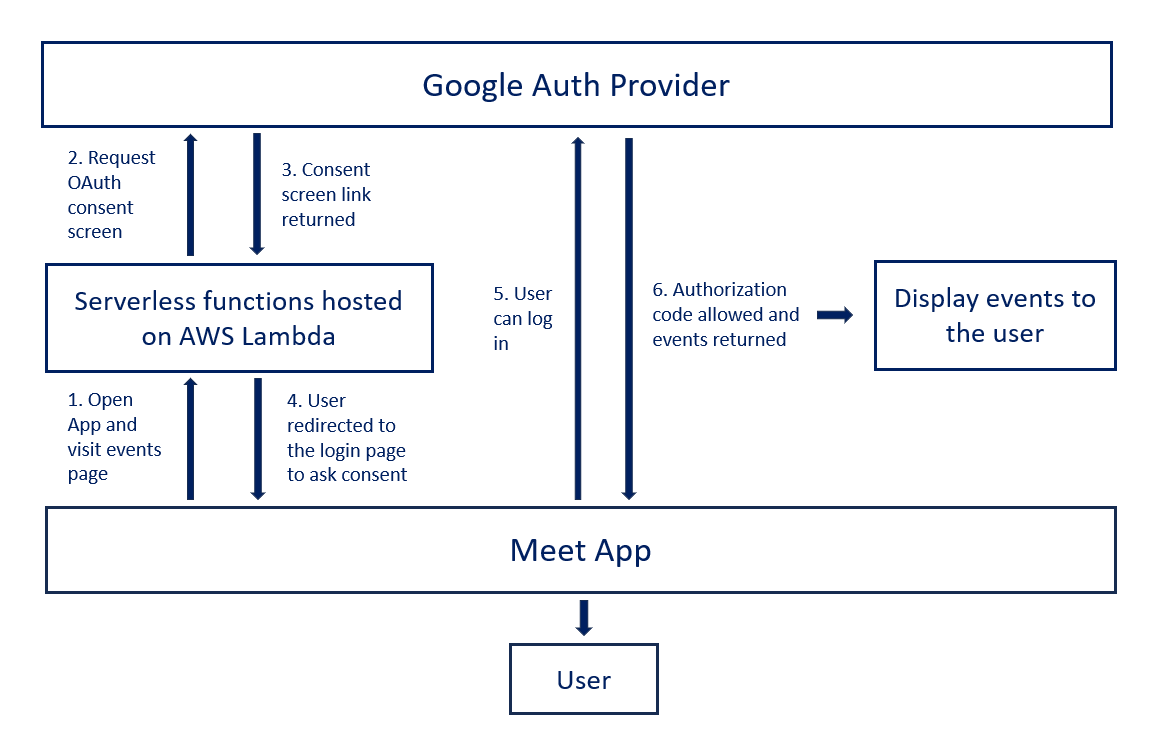 Google Auth Provider
2. Request
OAuth
consent
screen
3. Consent
screen link
returned
Serverless functions hosted
on AWS Lambda
1. Open
App and
visit events
page
4. User
redirected to
the login page
to ask consent
5. User
can log
in
6. Authorization
code allowed and
events returned
Display events to
the user
Meet App
User